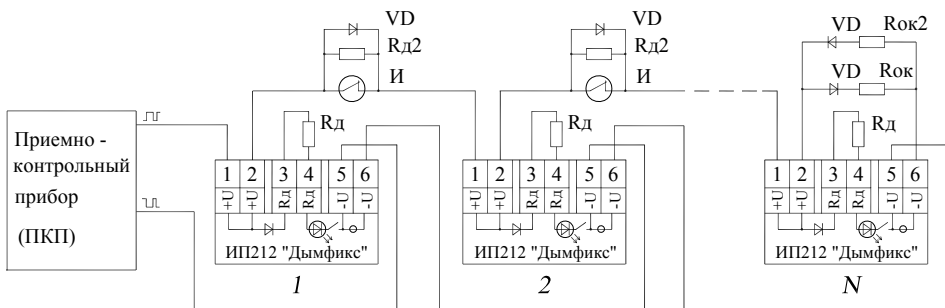 VD
Rд2
И
VD
Rд2
И
VD Rок2
VD Rок
Приемно -
контрольный
прибор
(ПКП)
Rд
Rд
Rд
1 2 3 4 5 6
+U +U Rд Rд -U -U
ИП212 "Дымфикс"
1
1 2 3 4 5 6
+U +U Rд Rд -U -U
ИП212 "Дымфикс"
2
1 2 3 4 5 6
+U +U Rд Rд -U -U
ИП212 "Дымфикс"
N